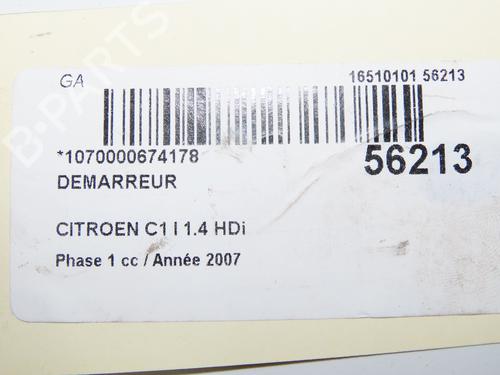 GA
16510101 56213
*1070000674178
56213
DEMARREUR
CITROEN C1 I 1.4 HDi
Phase 1 cc / Année 2007
B-PARTS